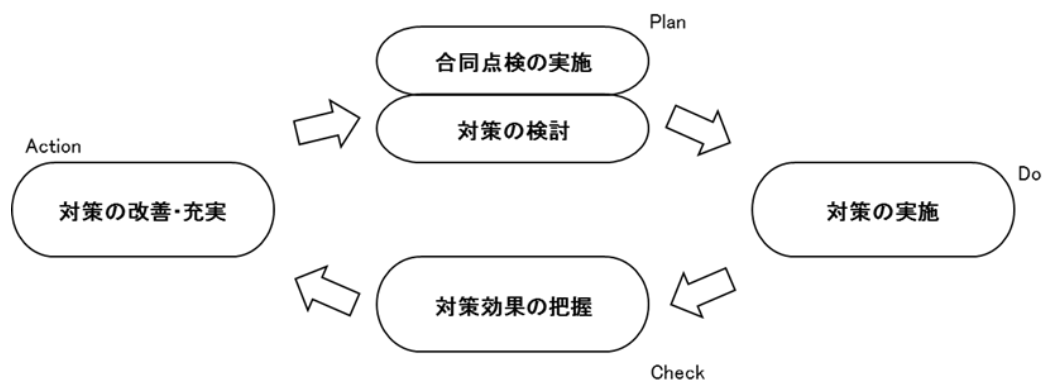 Plan
合同点検の実施
対策の検討
Action
対策の改善・充実
Do
対策の実施
対策効果の把握
Check